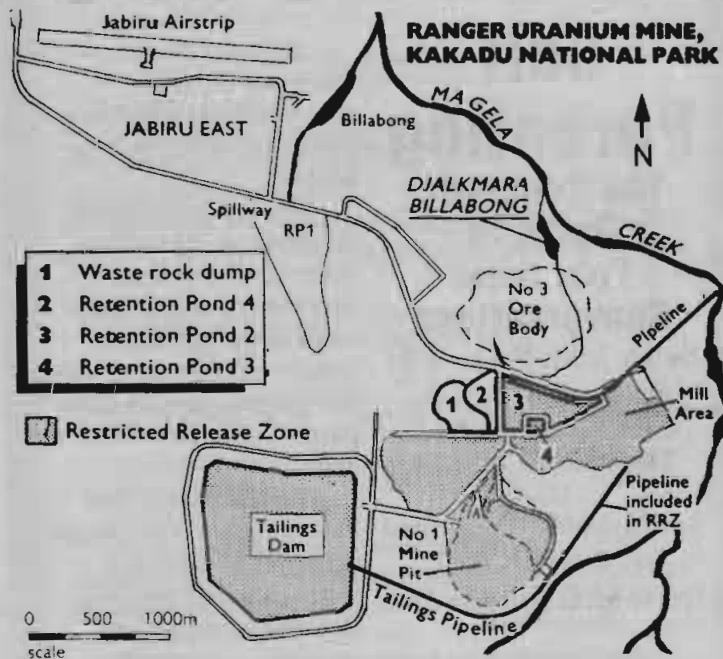 Jabiru Airstrip
RANGER URANIUM MINE,
KAKADU NATIONAL PARK
JABIRU EAST
Billabong
MAGELA
CREEK
N
DJALKMARA
BILLABONG
Spillway
RP1
1 Waste rock dump
2 Retention Pond 4
3 Retention Pond 2
4 Retention Pond 3
Restricted Release Zone
No 3
Ore
Body
Pipeline
1
2
3
4
Mill
Area
Pipeline
included
in RRZ
Tailings
Dam
No 1
Mine
Pit
Tailings Pipeline
0 500 1000m
scale